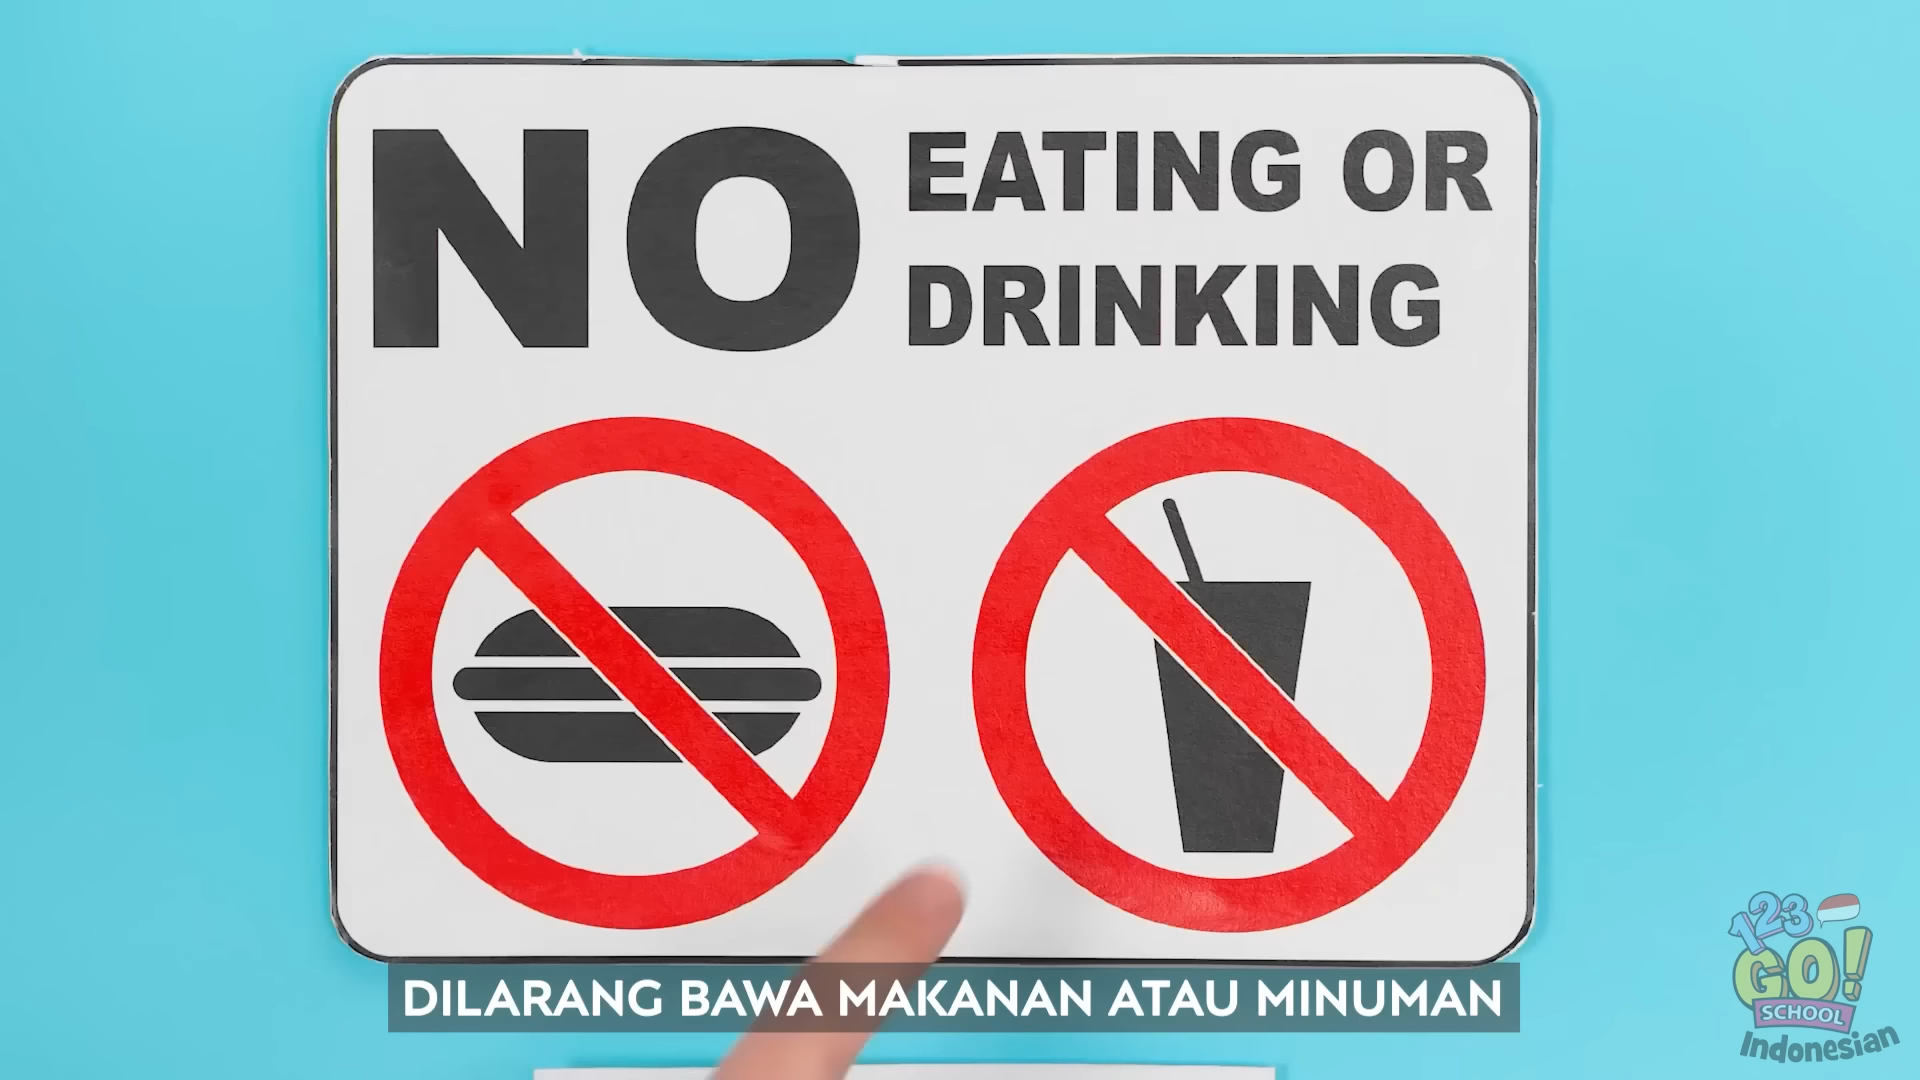 NO EATING OR
DRINKING
DILARANG BAWA MAKANAN ATAU MINUMAN
123
GO!
SCHOOL
Indonesian